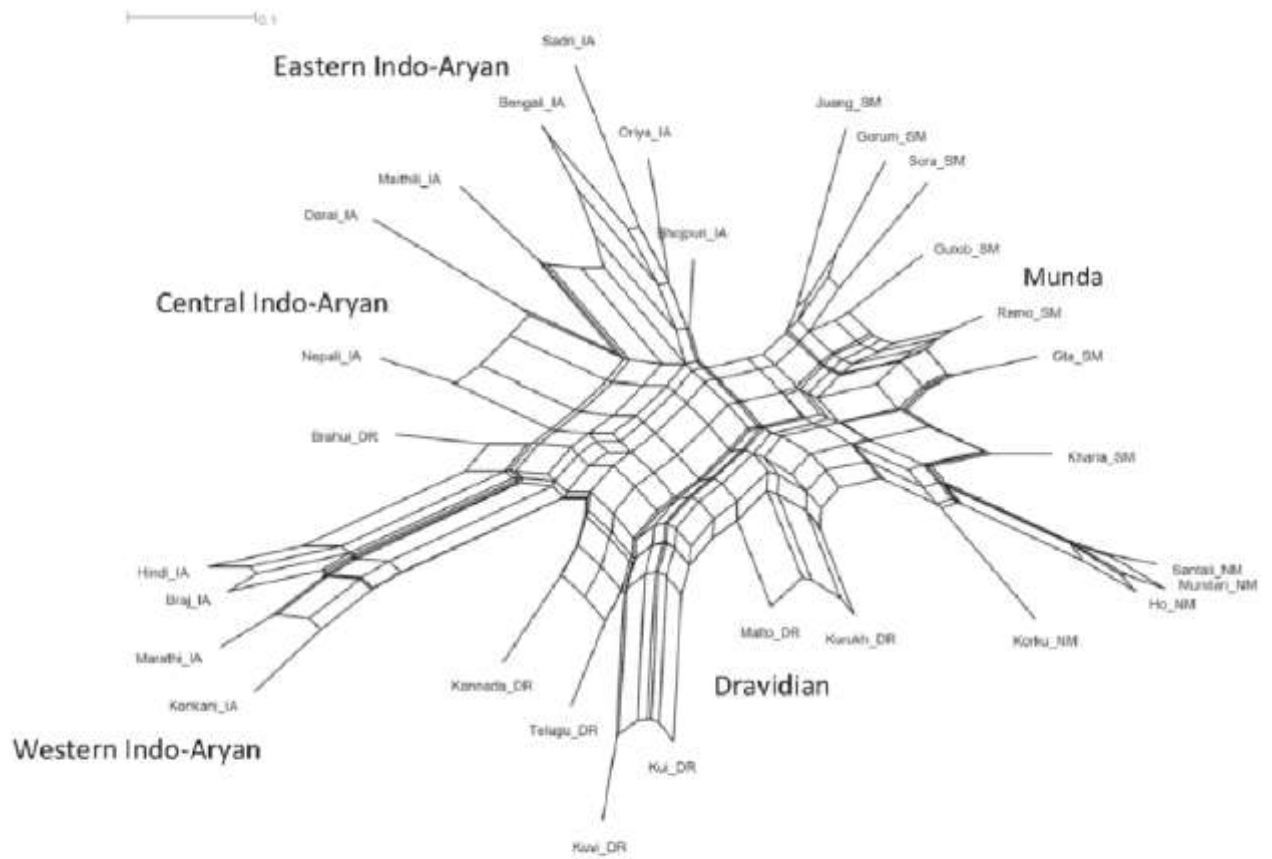 0.1
Sadri_IA
Eastern Indo-Aryan
Bengali_IA
Juang_SM
Oriya_IA
Gorum_SM
Sora_SM
Maithili_IA
Darai_IA
Bhojpuri_IA
Gutob_SM
Munda
Central Indo-Aryan
Remo_SM
Nepali_IA
Gta_SM
Brahui_DR
Kharia_SM
Hindi_IA
Santali_NM
Mundari_NM
Braj_IA
Ho_NM
Malto_DR
Kurukh_DR
Korku_NM
Marathi_IA
Kannada_DR
Dravidian
Konkani_IA
Telugu_DR
Western Indo-Aryan
Kui_DR
Kuvi_DR